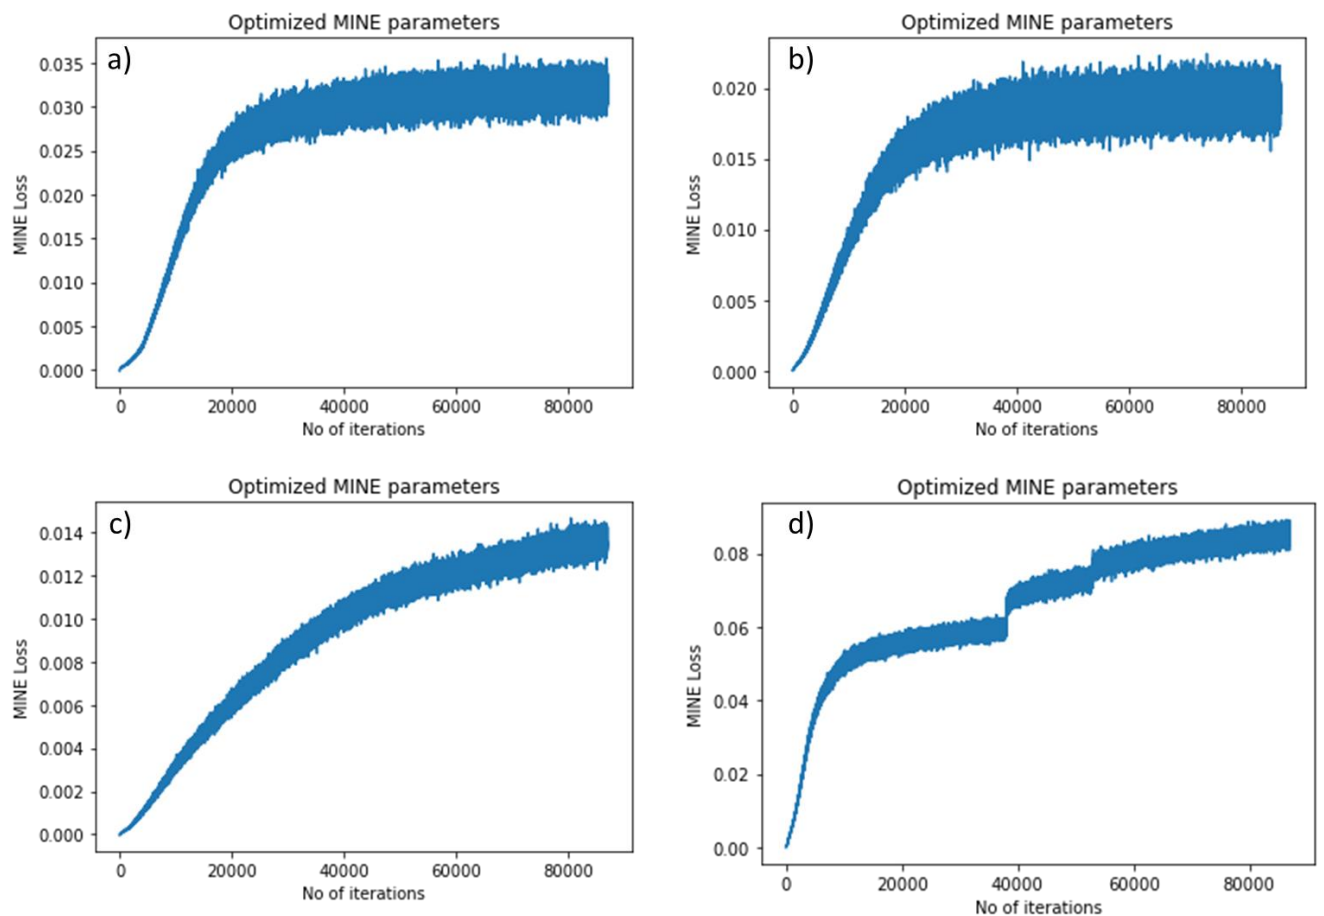 Optimized MINE parameters
a)
MINE Loss
0.035
0.030
0.025
0.020
0.015
0.010
0.005
0.000
0 20000 40000 60000 80000
No of iterations
Optimized MINE parameters
b)
MINE Loss
0.020
0.015
0.010
0.005
0.000
0 20000 40000 60000 80000
No of iterations
Optimized MINE parameters
c)
MINE Loss
0.014
0.012
0.010
0.008
0.006
0.004
0.002
0.000
0 20000 40000 60000 80000
No of iterations
Optimized MINE parameters
d)
MINE Loss
0.08
0.06
0.04
0.02
0.00
0 20000 40000 60000 80000
No of iterations